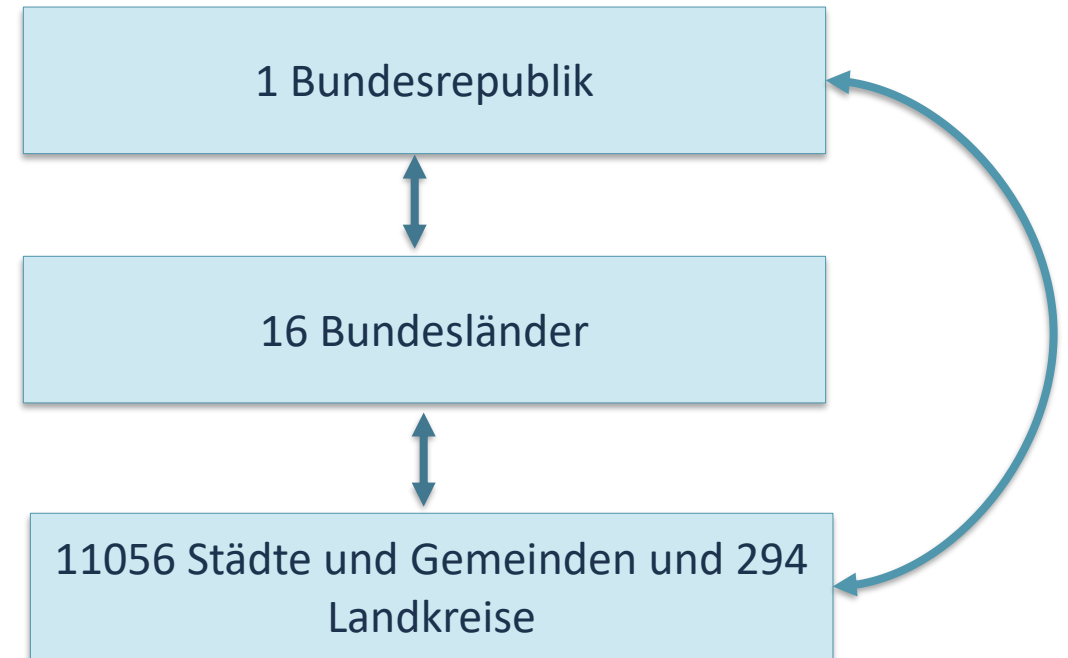 1 Bundesrepublik
16 Bundesländer
11056 Städte und Gemeinden und 294
Landkreise